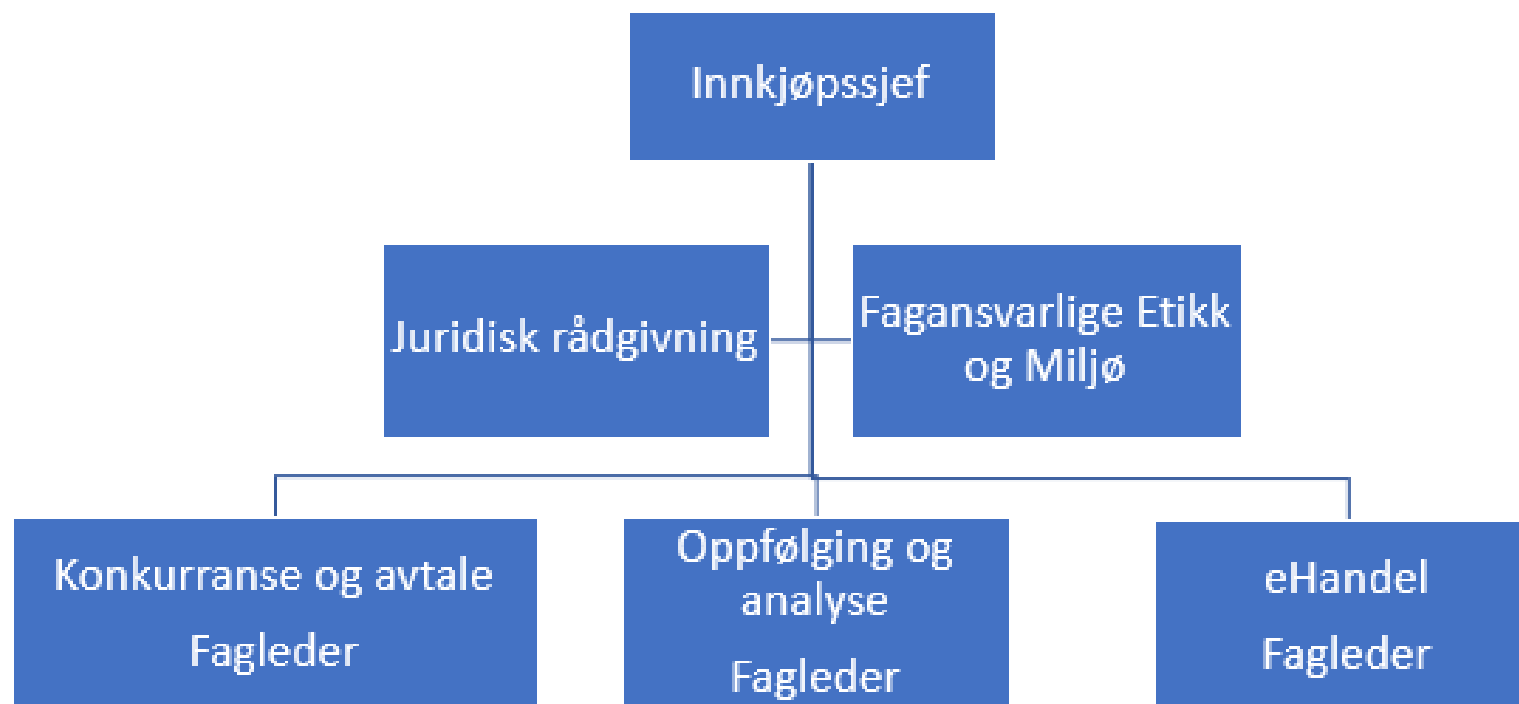 Innkjøpssjef
Juridisk rådgivning
Fagansvarlige Etikk
og Miljø
Konkurranse og avtale
Fagleder
Oppfølging og
analyse
Fagleder
eHandel
Fagleder